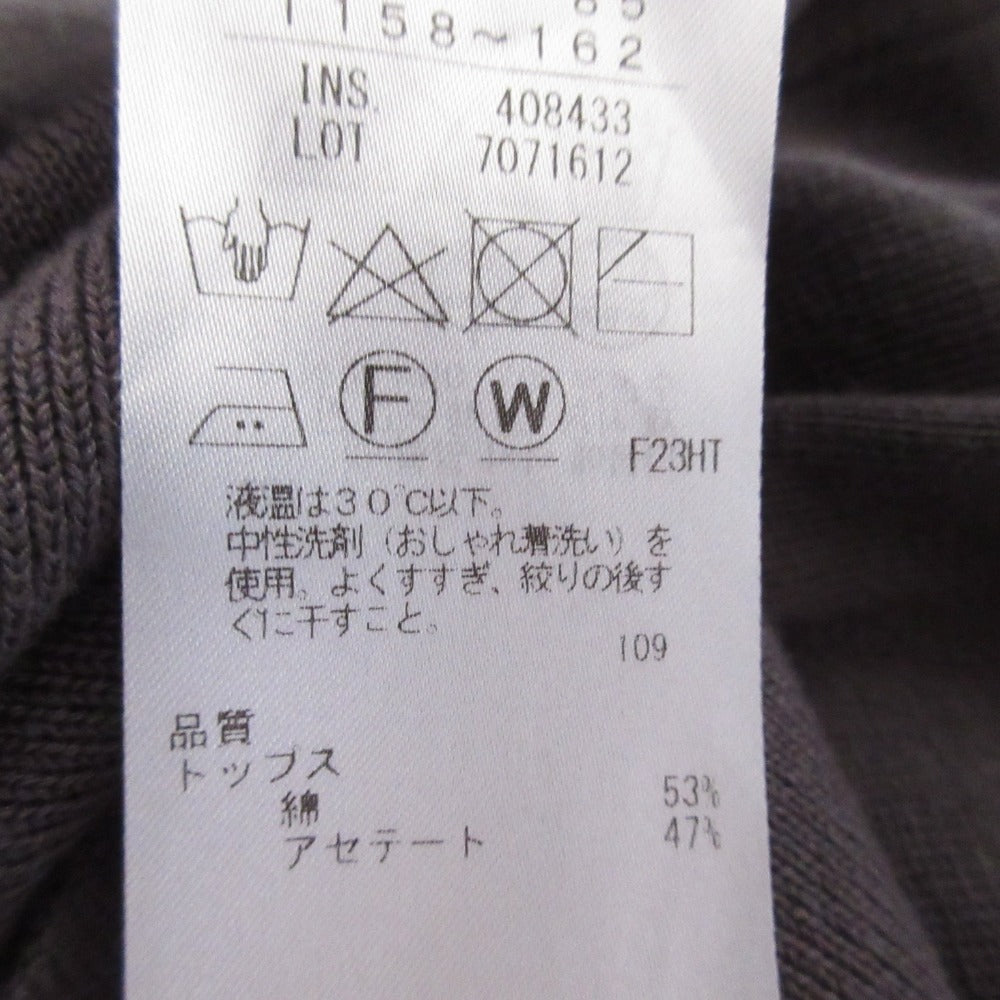 85
1158~162
INS. 408433
LOT 7071612
F
W
F23HT
液温は30℃以下。
中性洗剤(おしゃれ着洗い)を
使用。よくすすぎ、絞りの後す
ぐに干すこと。
109
品質
トップス
綿 53%
アセテート 47%